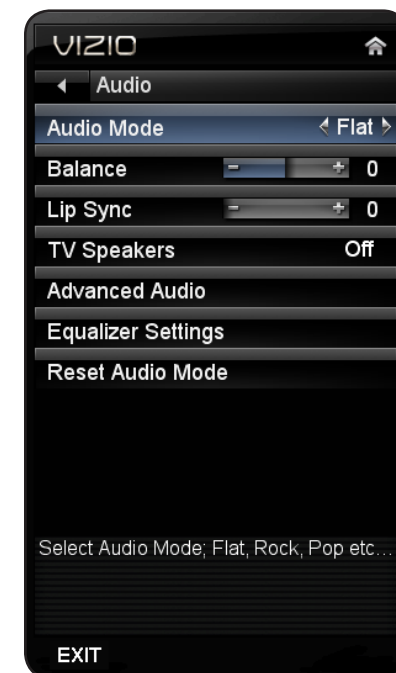 VIZIO
Audio
Audio Mode Flat
Balance - + 0
Lip Sync - + 0
TV Speakers Off
Advanced Audio
Equalizer Settings
Reset Audio Mode
Select Audio Mode; Flat, Rock, Pop etc...
EXIT